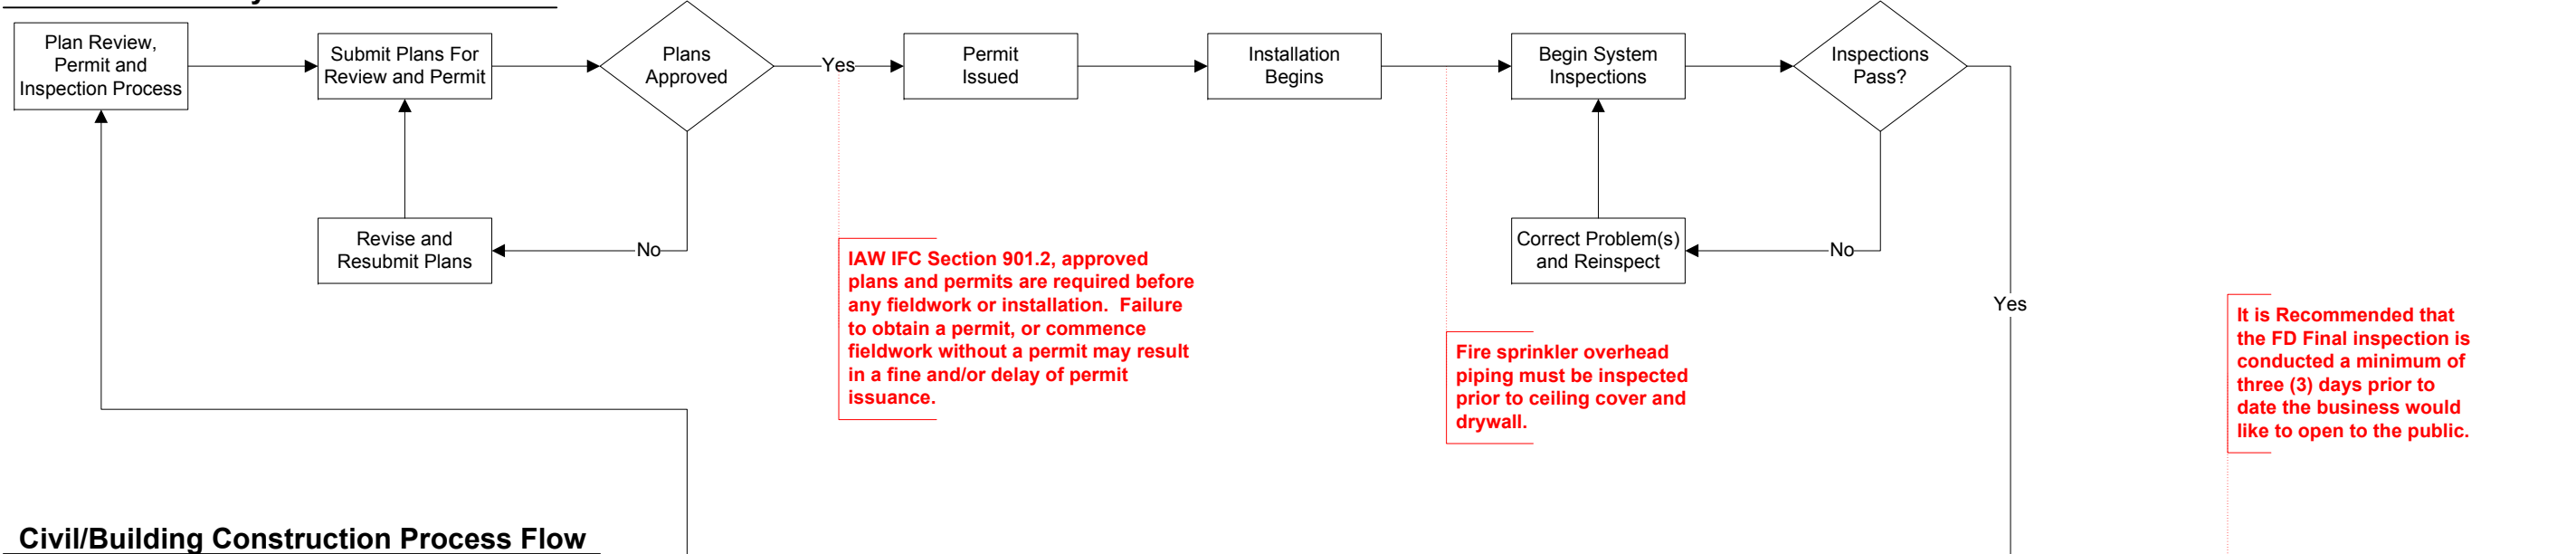 Plan Review,
Permit and
Inspection Process
Submit Plans For
Review and Permit
Plans
Approved
Yes
Permit
Issued
Installation
Begins
Begin System
Inspections
Inspections
Pass?
Revise and
Resubmit Plans
No
IAW IFC Section 901.2, approved
plans and permits are required before
any fieldwork or installation.  Failure
to obtain a permit, or commence
fieldwork without a permit may result
in a fine and/or delay of permit
issuance.
Correct Problem(s)
and Reinspect
No
Fire sprinkler overhead
piping must be inspected
prior to ceiling cover and
drywall.
Yes
It is Recommended that
the FD Final inspection is
conducted a minimum of
three (3) days prior to
date the business would
like to open to the public.
Civil/Building Construction Process Flow